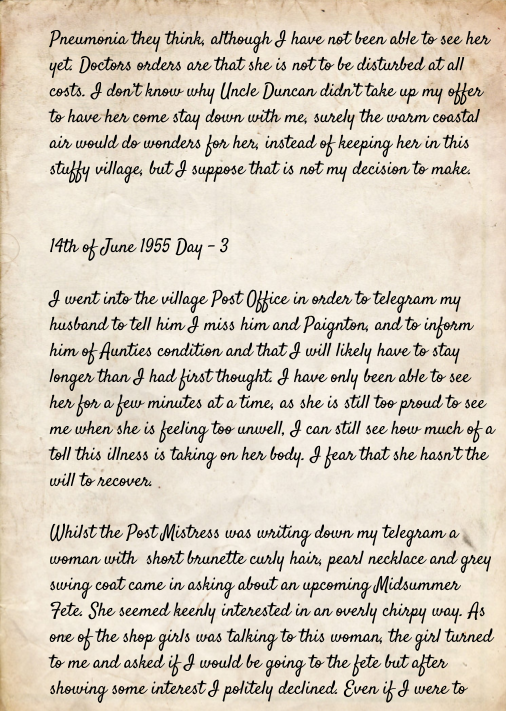 Pneumonia they think, although I have not been able to see her
yet. Doctors orders are that she is not to be disturbed at all
costs. I don't know why Uncle Duncan didn't take up my offer
to have her come stay down with me, surely the warm coastal
air would do wonders for her, instead of keeping her in this
stuffy village, but I suppose that is not my decision to make.
14th of June 1955 Day - 3
I went into the village Post Office in order to telegram my
husband to tell him I miss him and Paignton, and to inform
him of Aunties condition and that I will likely have to stay
longer than I had first thought. I have only been able to see
her for a few minutes at a time, as she is still too proud to see
me when she is feeling too unwell, I can still see how much of a
toll this illness is taking on her body. I fear that she hasn't the
will to recover.
Whilst the Post Mistress was writing down my telegram a
woman with short brunette curly hair, pearl necklace and grey
swing coat came in asking about an upcoming Midsummer
Fete. She seemed keenly interested in an overly chirpy way. As
one of the shop girls was talking to this woman, the girl turned
to me and asked if I would be going to the fete but after
showing some interest I politely declined. Even if I were to